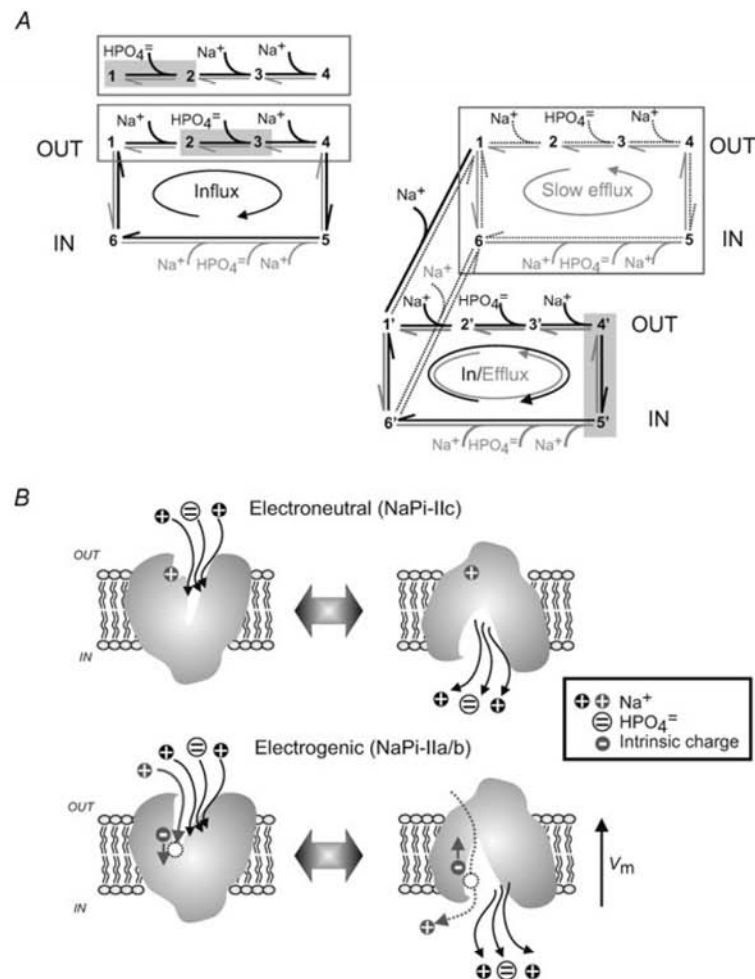 A
HPO4=
Na+
Na+
1 2 3 4
Na+
HPO4=
Na+
OUT
1 2 3 4
Influx
IN
6 5
Na+ HPO4= Na+
Na+
HPO4=
Na+
1 2 3 4
OUT
Na+
Slow efflux
6 5
IN
Na+ HPO4= Na+
Na+
Na+
HPO4=
Na+
1' 2' 3' 4'
OUT
In/Efflux
6' 5'
IN
Na+ HPO4= Na+
B
Electroneutral (NaPi-IIc)
OUT
IN
Na+
HPO4=
Intrinsic charge
Electrogenic (NaPi-IIa/b)
OUT
IN
Vm